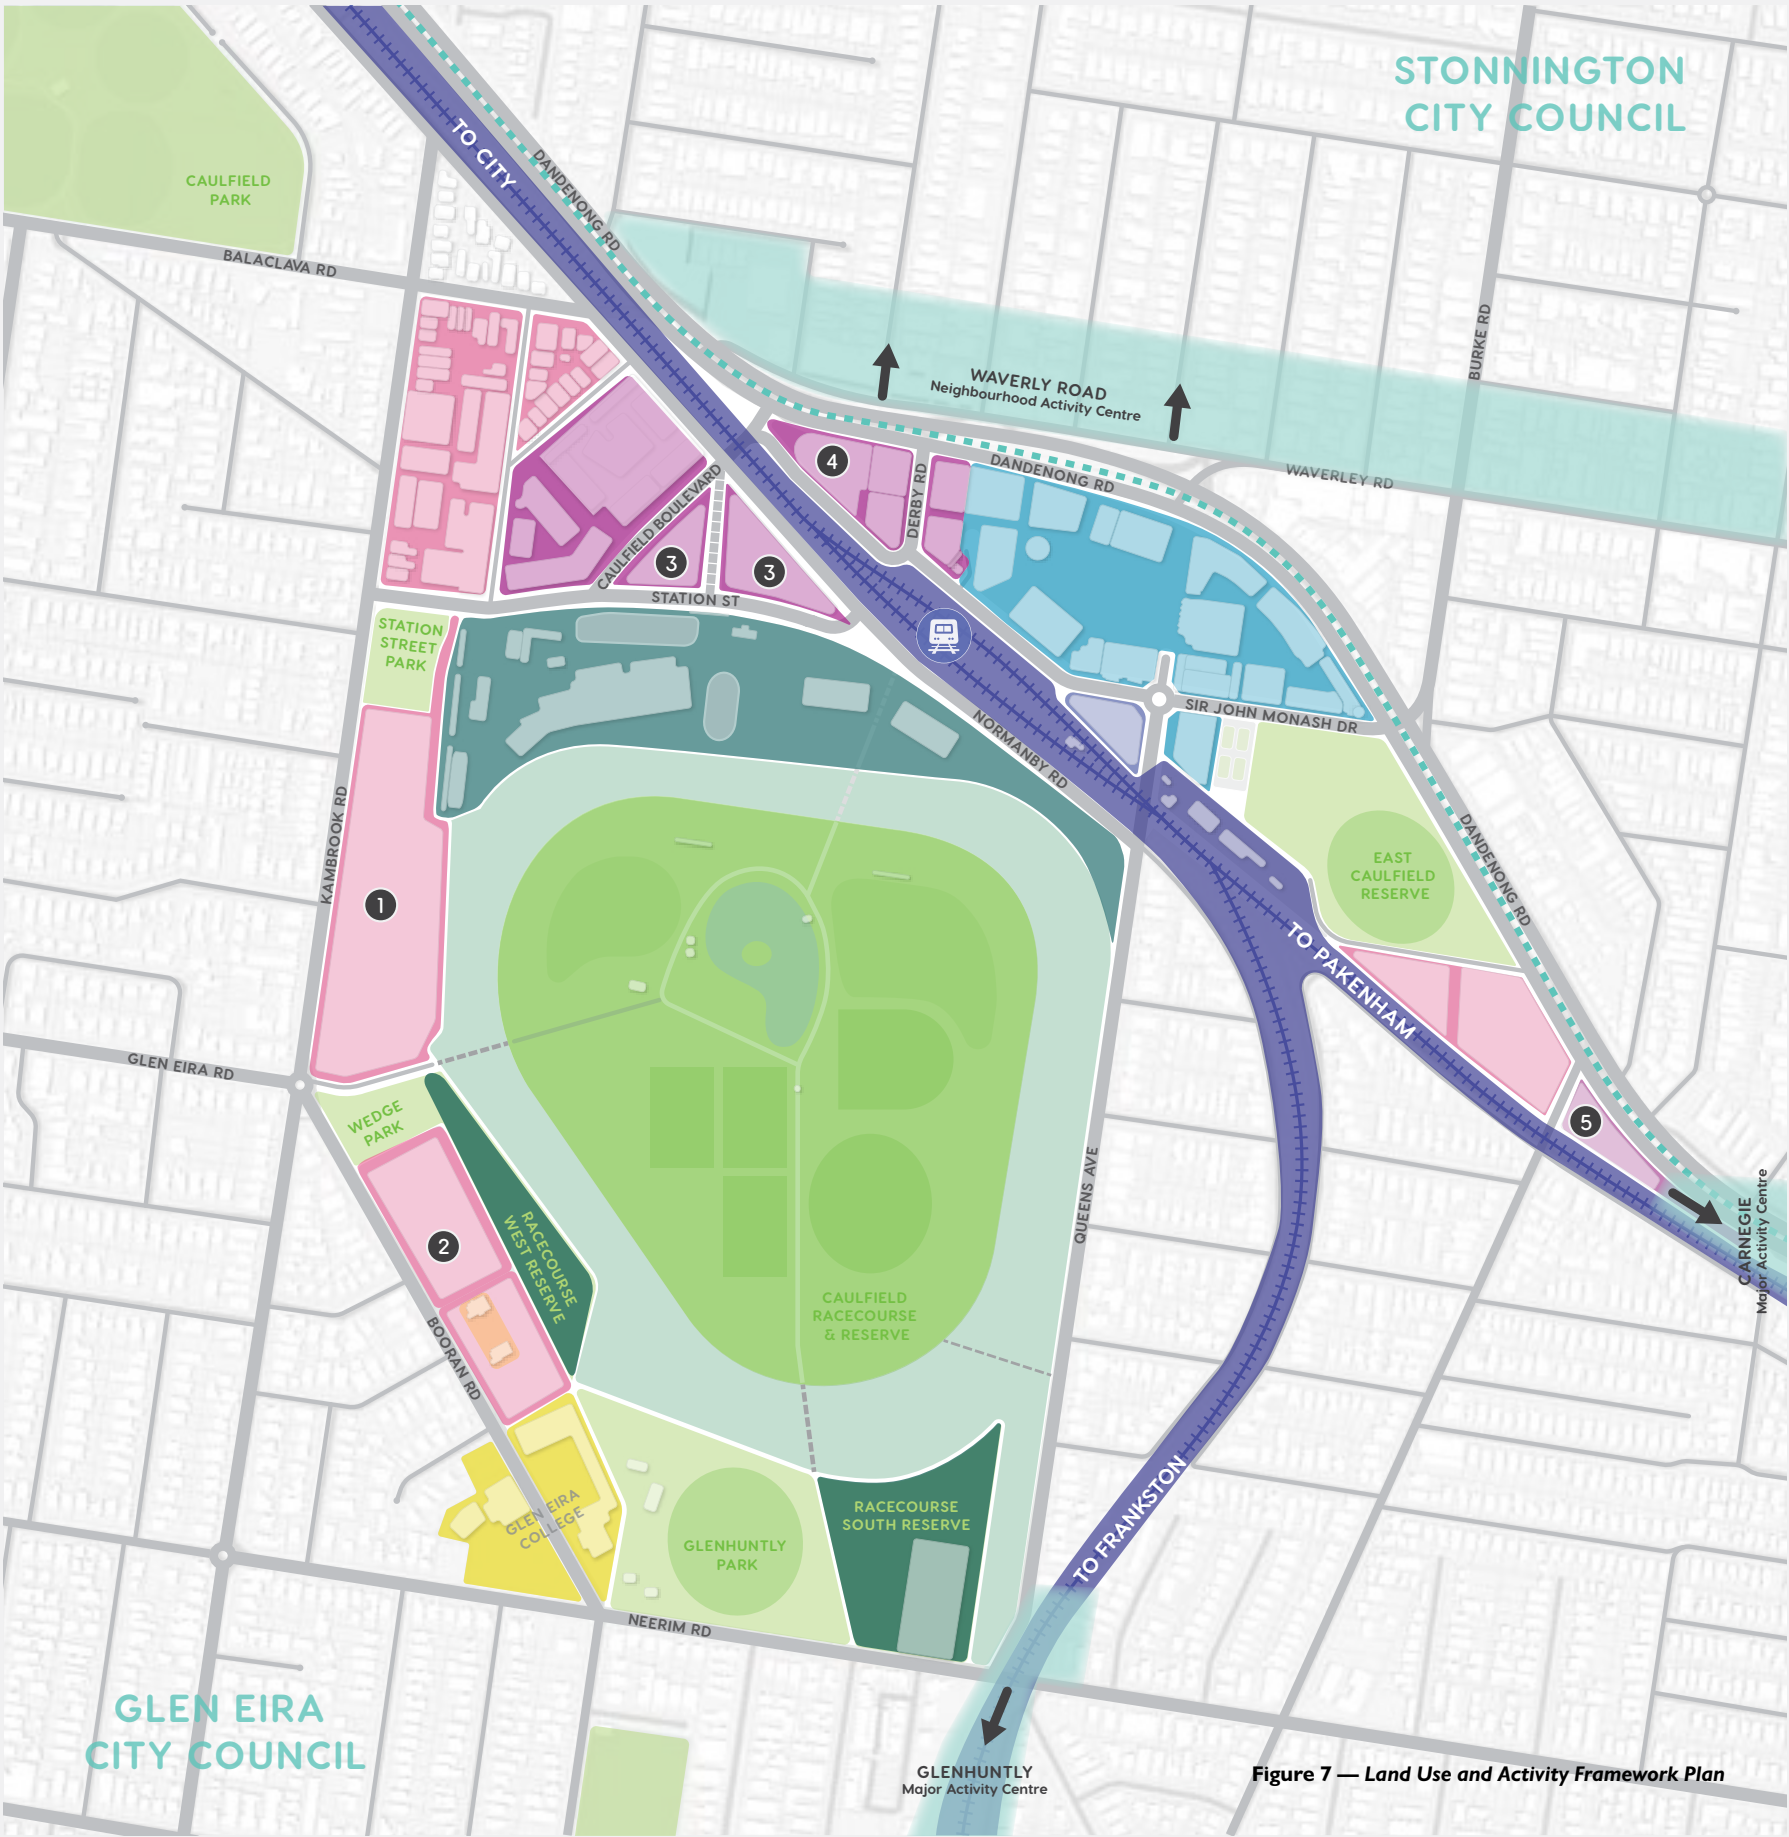 STONNINGTON
CITY COUNCIL
TO CITY
DANDENONG RD
CAULFIELD
PARK
BALACLAVA RD
BURKE RD
WAVERLY ROAD
Neighbourhood Activity Centre
WAVERLEY RD
DANDENONG RD
4
DERBY RD
CAULFIELD BOULEVARD
3
3
STATION ST
STATION
STREET
PARK
SIR JOHN MONASH DR
NORMANBY RD
KAMBROOK RD
1
EAST
CAULFIELD
RESERVE
DANDENONG RD
TO PAKENHAM
GLEN EIRA RD
WEDGE
PARK
5
CARNEGIE
Major Activity Centre
QUEENS AVE
2
RACECOURSE
WEST RESERVE
CAULFIELD
RACECOURSE
& RESERVE
BOORAN RD
TO FRANKSTON
GLEN EIRA
COLLEGE
RACECOURSE
SOUTH RESERVE
GLENHUNTLY
PARK
NEERIM RD
GLEN EIRA
CITY COUNCIL
GLENHUNTLY
Major Activity Centre
Figure 7 — Land Use and Activity Framework Plan